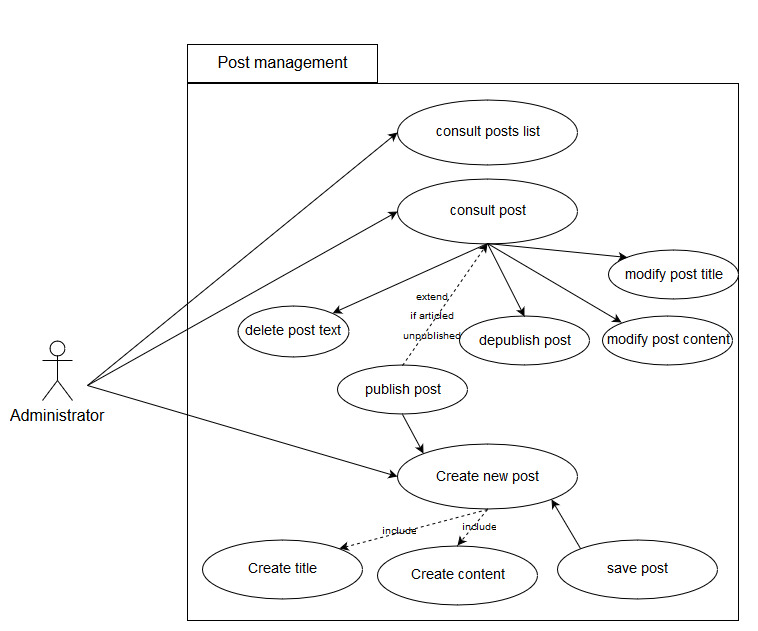 Post management
consult posts list
consult post
modify post title
extend
if articled
unpublished
delete post text
depublish post
modify post content
publish post
Administrator
Create new post
include
include
Create title
Create content
save post